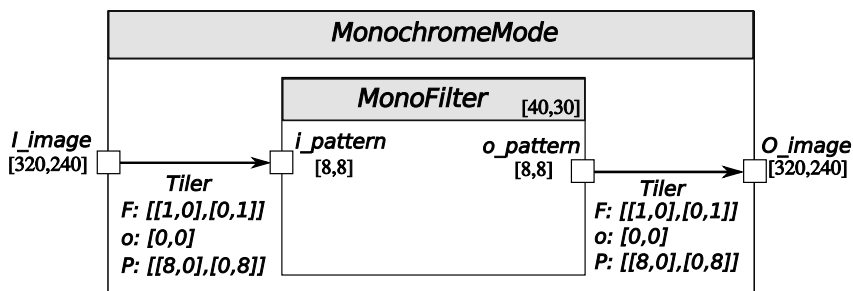 MonochromeMode
MonoFilter
[40,30]
I_image
[320,240]
i_pattern
[8,8]
o_pattern
[8,8]
O_image
[320,240]
Tiler
F: [[1,0],[0,1]]
o: [0,0]
P: [[8,0],[0,8]]
Tiler
F: [[1,0],[0,1]]
o: [0,0]
P: [[8,0],[0,8]]